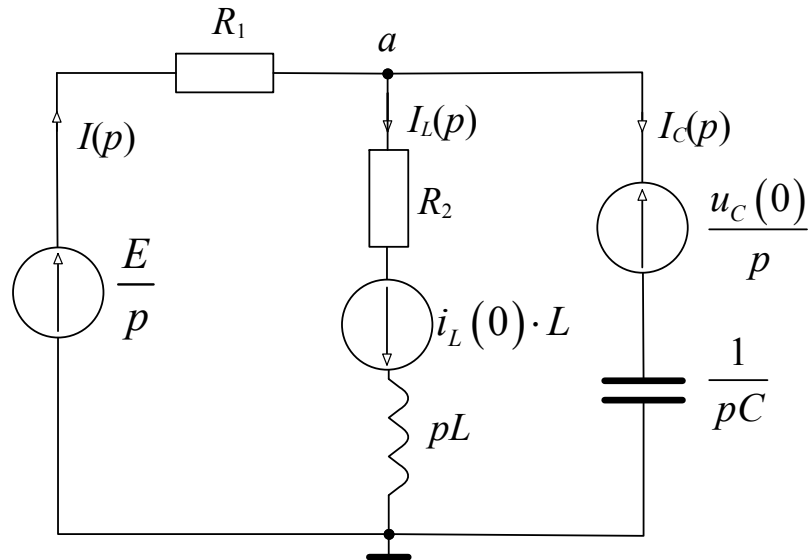 R₁
a
I(p)
I_L(p)
I_C(p)
R₂
u_C(0)/p
E/p
i_L(0)·L
1/pC
pL